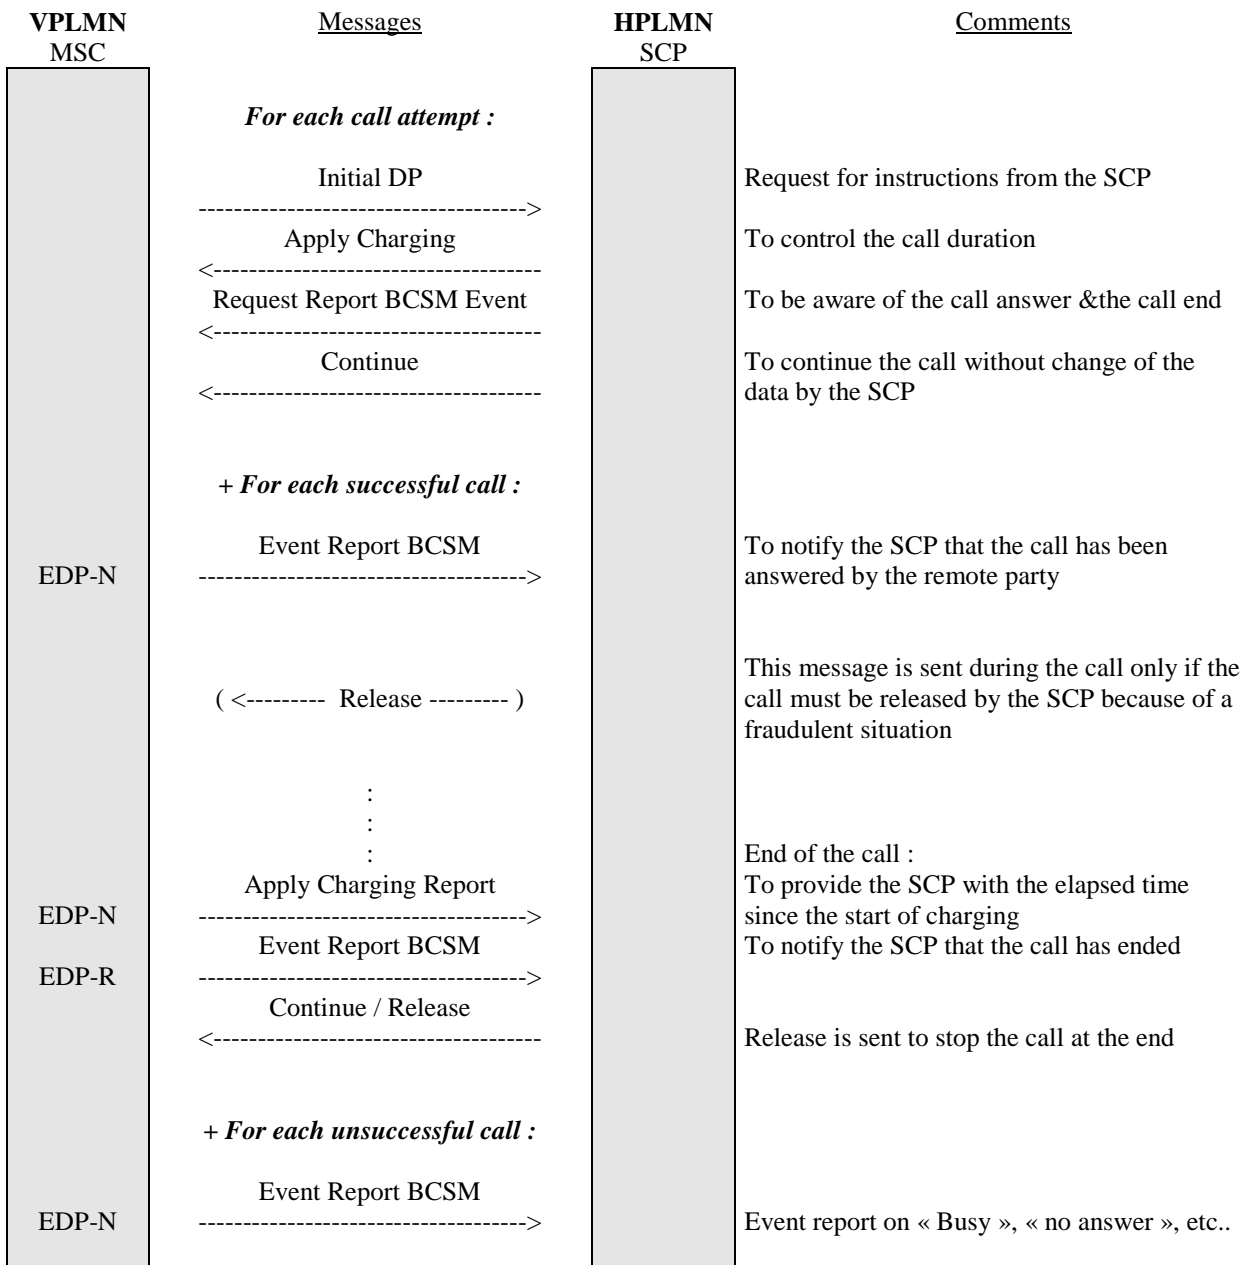 VPLMN Messages HPLMN Comments
MSC SCP
For each call attempt :
Initial DP Request for instructions from the SCP
------------------------------------->
Apply Charging To control the call duration
<-------------------------------------
Request Report BCSM Event To be aware of the call answer &the call end
<-------------------------------------
Continue To continue the call without change of the
<------------------------------------- data by the SCP
+ For each successful call :
Event Report BCSM To notify the SCP that the call has been
EDP-N -------------------------------------> answered by the remote party
This message is sent during the call only if the
( <--------- Release --------- ) call must be released by the SCP because of a
fraudulent situation
:
:
: End of the call :
Apply Charging Report To provide the SCP with the elapsed time
EDP-N -------------------------------------> since the start of charging
Event Report BCSM To notify the SCP that the call has ended
EDP-R ------------------------------------->
Continue / Release
<------------------------------------- Release is sent to stop the call at the end
+ For each unsuccessful call :
Event Report BCSM
EDP-N -------------------------------------> Event report on « Busy », « no answer », etc..